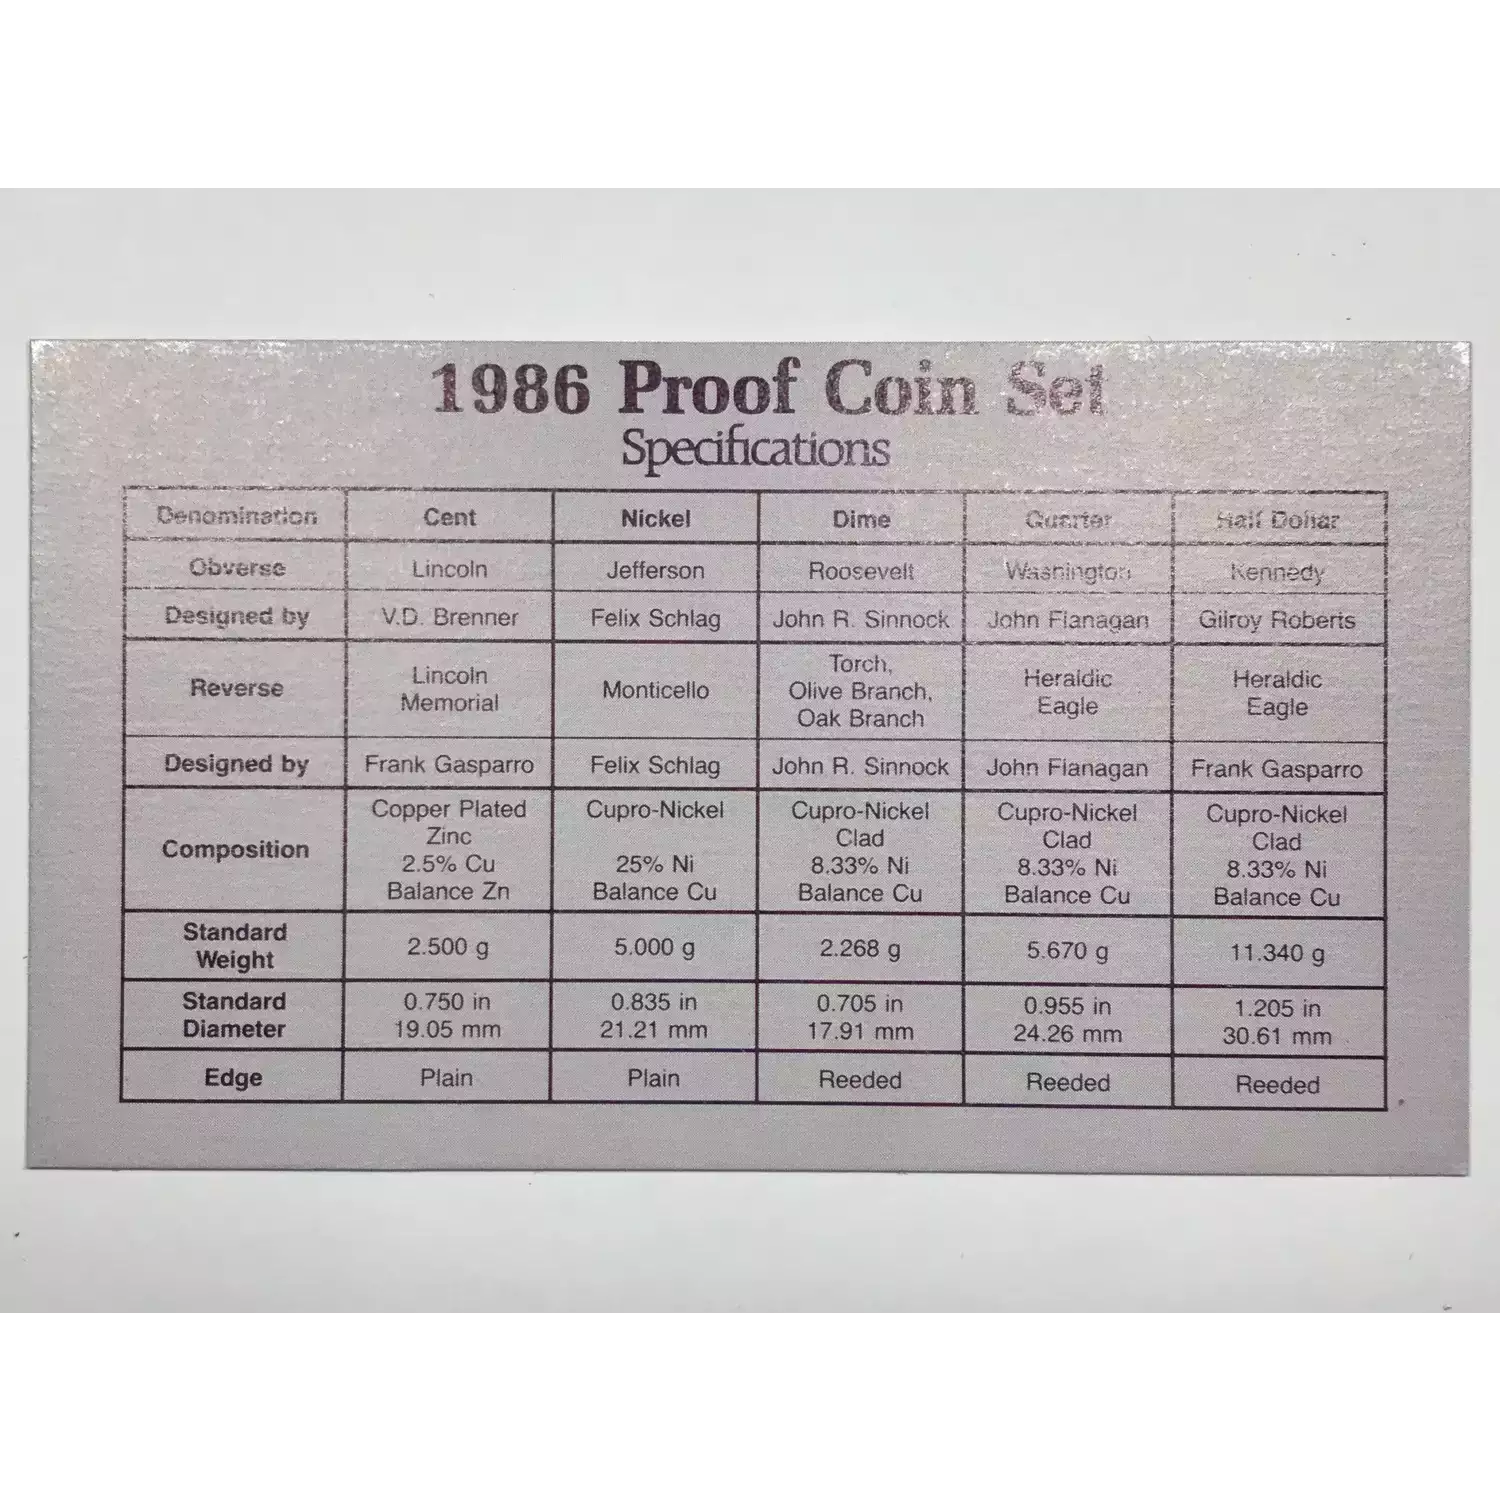 1986 Proof Coin Set
Specifications
Denomination Cent Nickel Dime Quarter Half Dollar
Obverse Lincoln Jefferson Roosevelt Washington Kennedy
Designed by V.D. Brenner Felix Schlag John R. Sinnock John Flanagan Gilroy Roberts
Reverse Lincoln Memorial Monticello Torch, Olive Branch, Oak Branch Heraldic Eagle Heraldic Eagle
Designed by Frank Gasparro Felix Schlag John R. Sinnock John Flanagan Frank Gasparro
Composition Copper Plated Zinc 2.5% Cu Balance Zn Cupro-Nickel 25% Ni Balance Cu Cupro-Nickel Clad 8.33% Ni Balance Cu Cupro-Nickel Clad 8.33% Ni Balance Cu Cupro-Nickel Clad 8.33% Ni Balance Cu
Standard Weight 2.500 g 5.000 g 2.268 g 5.670 g 11.340 g
Standard Diameter 0.750 in 19.05 mm 0.835 in 21.21 mm 0.705 in 17.91 mm 0.955 in 24.26 mm 1.205 in 30.61 mm
Edge Plain Plain Reeded Reeded Reeded